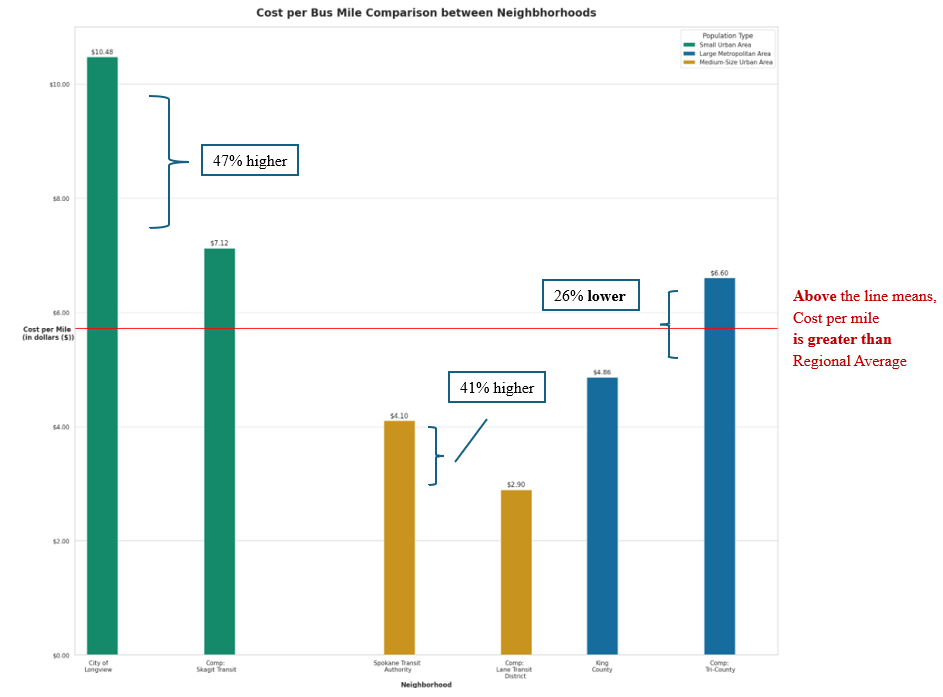 Cost per Bus Mile Comparison between Neighbhorhoods
Population Type
Small Urban Area
Large Metropolitan Area
Medium-Size Urban Area
$10.48
$10.00
47% higher
$8.00
$7.12
$6.60
26% lower
Above the line means,
Cost per mile
is greater than
Regional Average
$6.00
Cost per Mile
(in dollars ($))
41% higher
$4.86
$4.10
$4.00
$2.90
$2.00
$0.00
City of
Longview
Comp:
Skagit Transit
Spokane Transit
Authority
Comp:
Lane Transit
District
King
County
Comp:
Tri-County
Neighborhood